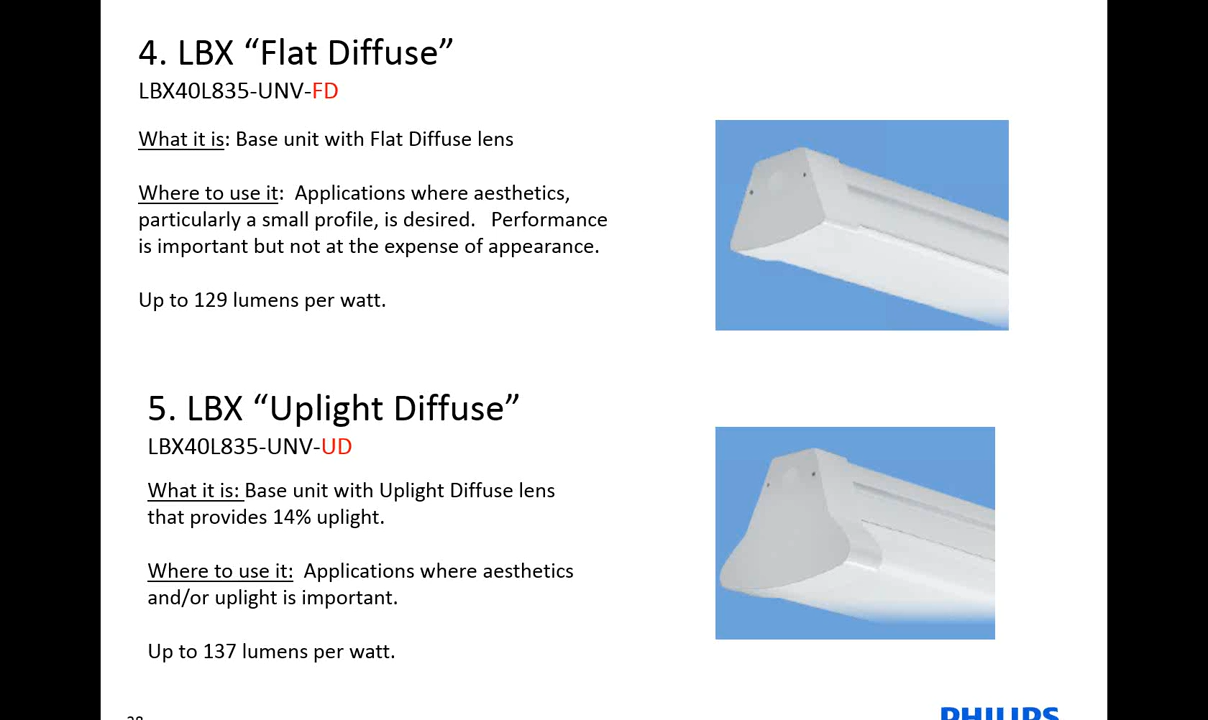 4. LBX “Flat Diffuse”
LBX40L835-UNV-FD
What it is: Base unit with Flat Diffuse lens
Where to use it:  Applications where aesthetics,
particularly a small profile, is desired.   Performance
is important but not at the expense of appearance.
Up to 129 lumens per watt.
5. LBX “Uplight Diffuse”
LBX40L835-UNV-UD
What it is: Base unit with Uplight Diffuse lens
that provides 14% uplight.
Where to use it:  Applications where aesthetics
and/or uplight is important.
Up to 137 lumens per watt.
PHILIPS